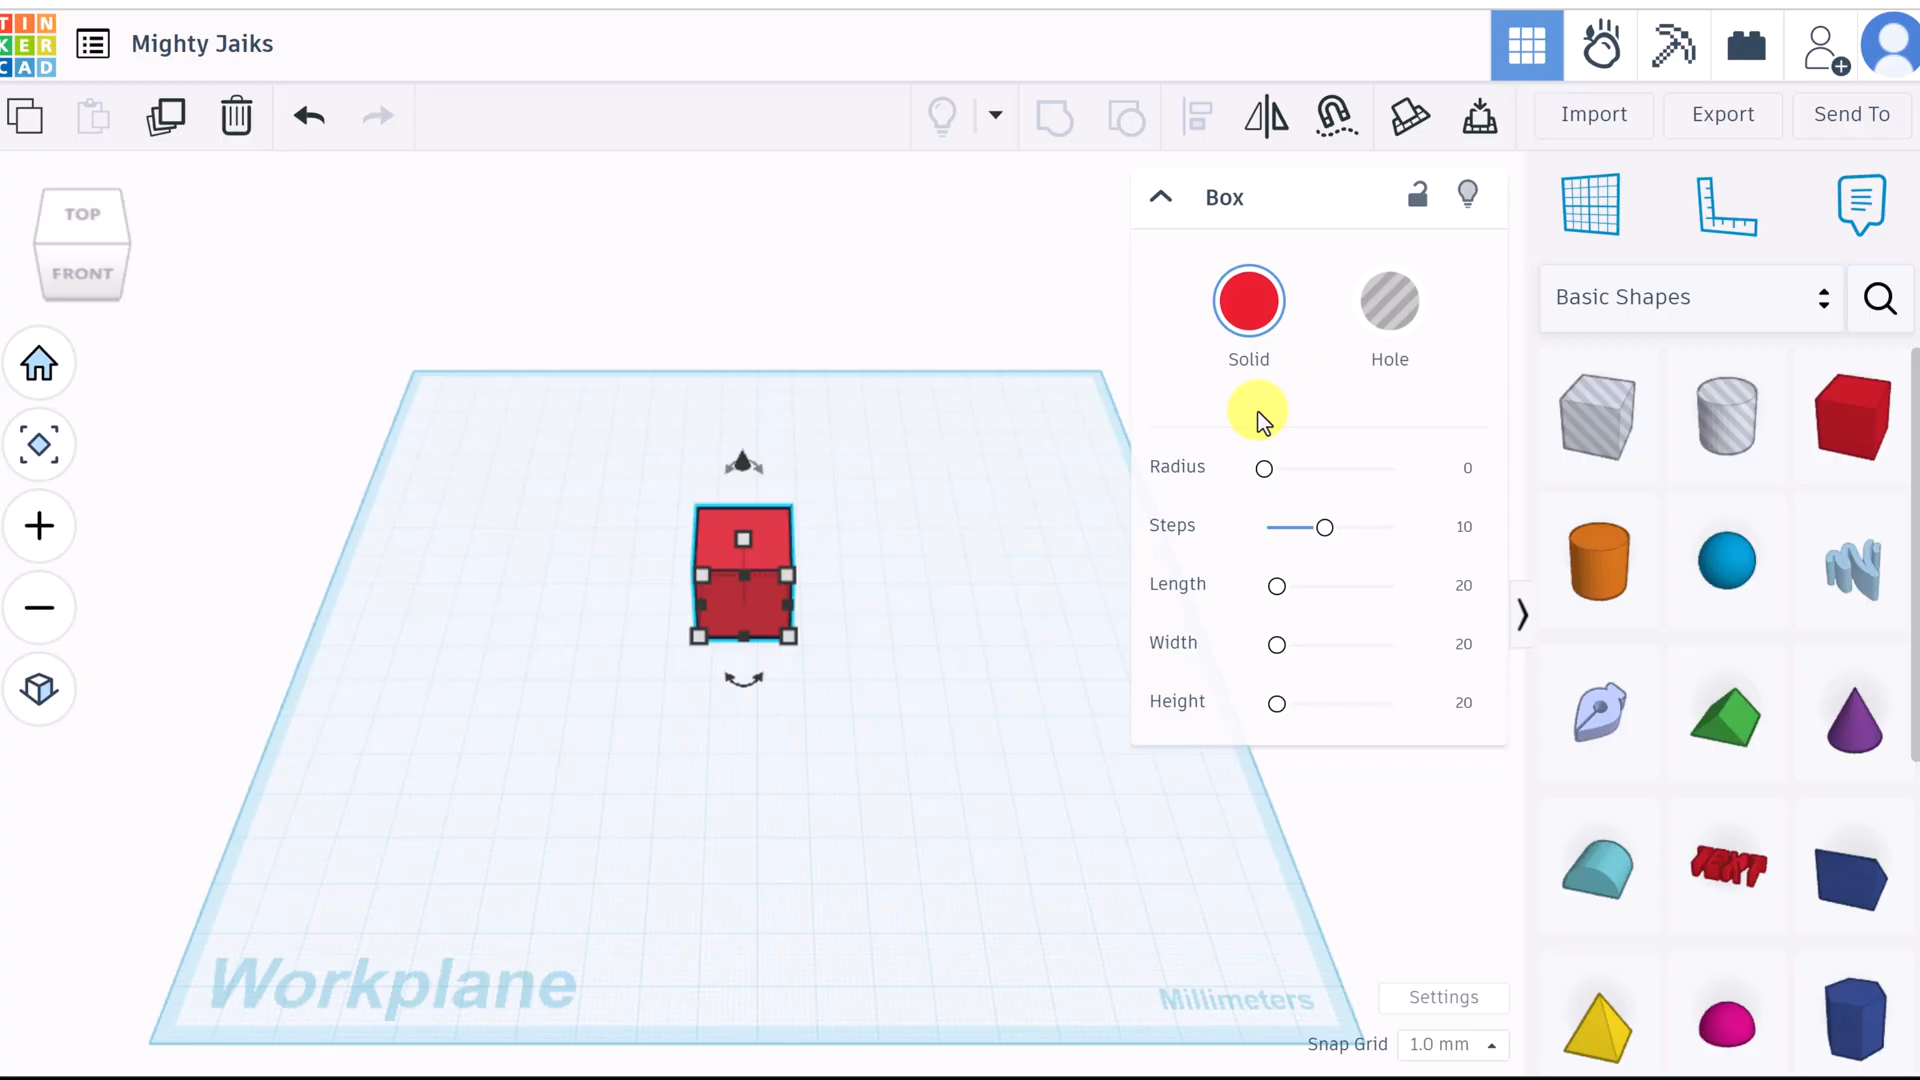 TIN
KER
CAD
Mighty Jaiks
Import
Export
Send To
TOP
FRONT
Box
Solid
Hole
Radius 0
Steps 10
Length 20
Width 20
Height 20
Basic Shapes
TEXT
Workplane
Millimeters
Settings
Snap Grid 1.0 mm